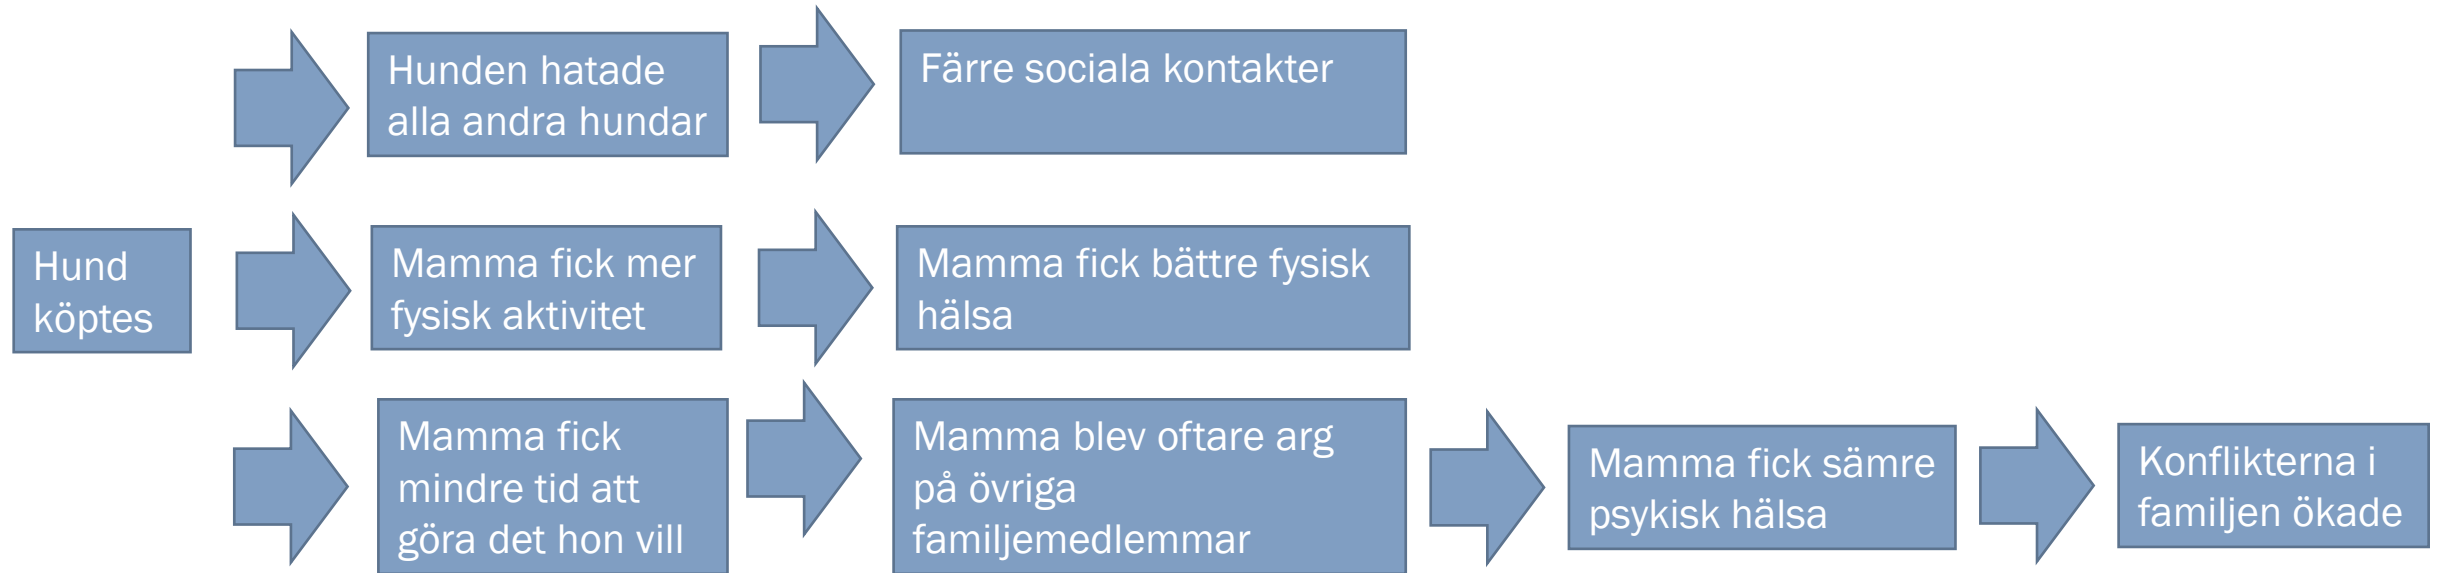 Hund
köptes
Hunden hatade
alla andra hundar
Färre sociala kontakter
Mamma fick mer
fysisk aktivitet
Mamma fick bättre fysisk
hälsa
Mamma fick
mindre tid att
göra det hon vill
Mamma blev oftare arg
på övriga
familjemedlemmar
Mamma fick sämre
psykisk hälsa
Konflikterna i
familjen ökade